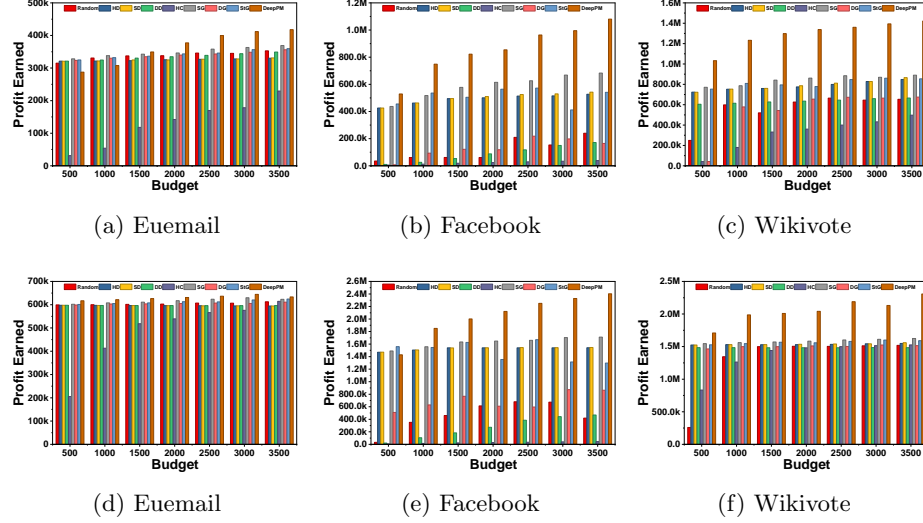 Random HD SD DD HC SG DG StG DeepPM
500k
400k
300k
200k
100k
0
Profit Earned
500 1000 1500 2000 2500 3000 3500
Budget
(a) Euemail
Random HD SD DD HC SG DG StG DeepPM
1.2M
1.0M
800.0k
600.0k
400.0k
200.0k
0.0
Profit Earned
500 1000 1500 2000 2500 3000 3500
Budget
(b) Facebook
Random HD SD DD HC SG DG StG DeepPM
1.6M
1.4M
1.2M
1.0M
800.0k
600.0k
400.0k
200.0k
0.0
Profit Earned
500 1000 1500 2000 2500 3000 3500
Budget
(c) Wikivote
Random HD SD DD HC SG DG StG DeepPM
700k
600k
500k
400k
300k
200k
100k
0
Profit Earned
500 1000 1500 2000 2500 3000 3500
Budget
(d) Euemail
Random HD SD DD HC SG DG StG DeepPM
2.6M
2.4M
2.2M
2.0M
1.8M
1.6M
1.4M
1.2M
1.0M
800.0k
600.0k
400.0k
200.0k
0.0
Profit Earned
500 1000 1500 2000 2500 3000 3500
Budget
(e) Facebook
Random HD SD DD HC SG DG StG DeepPM
2.5M
2.0M
1.5M
1.0M
500.0k
0.0
Profit Earned
500 1000 1500 2000 2500 3000 3500
Budget
(f) Wikivote